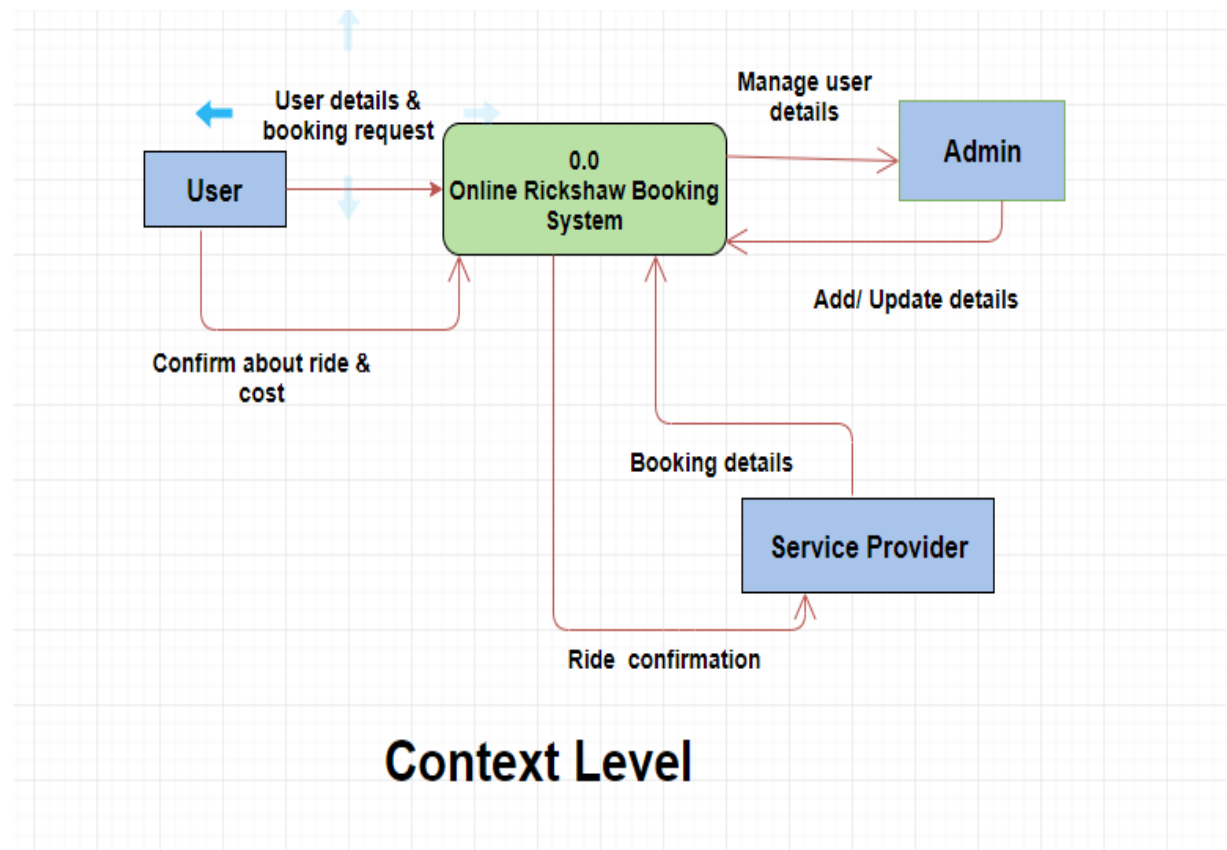 User details &
booking request
Manage user
details
User
0.0
Online Rickshaw Booking
System
Admin
Add/ Update details
Confirm about ride &
cost
Booking details
Service Provider
Ride confirmation
Context Level